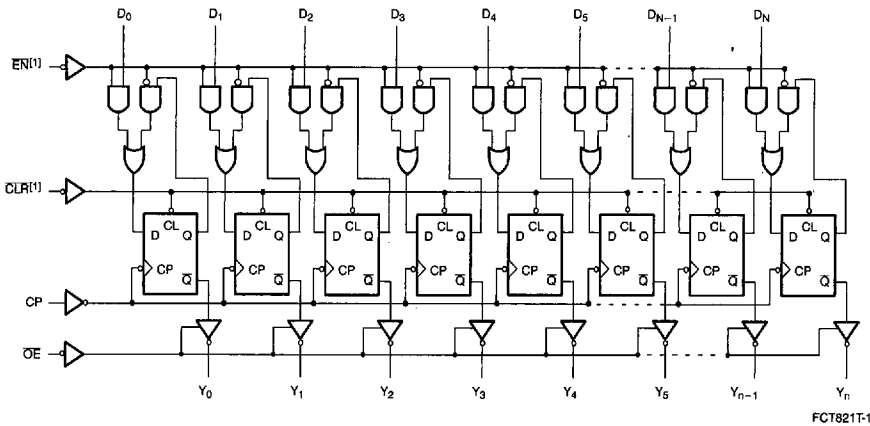 D0 D1 D2 D3 D4 D5 DN−1 DN
EN[1]
CLR[1]
CL CL CL CL CL CL CL CL
D Q D Q D Q D Q D Q D Q D Q D Q
CP Q̅ CP Q̅ CP Q̅ CP Q̅ CP Q̅ CP Q̅ CP Q̅ CP Q̅
CP
O̅E̅
Y0 Y1 Y2 Y3 Y4 Y5 Yn−1 Yn
FCT821T-1